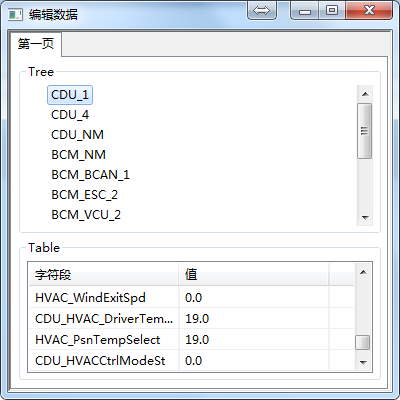 编辑数据
第一页
Tree
CDU_1
CDU_4
CDU_NM
BCM_NM
BCM_BCAN_1
BCM_ESC_2
BCM_VCU_2
Table
字符段 值
HVAC_WindExitSpd 0.0
CDU_HVAC_DriverTem... 19.0
HVAC_PsnTempSelect 19.0
CDU_HVACCtrlModeSt 0.0